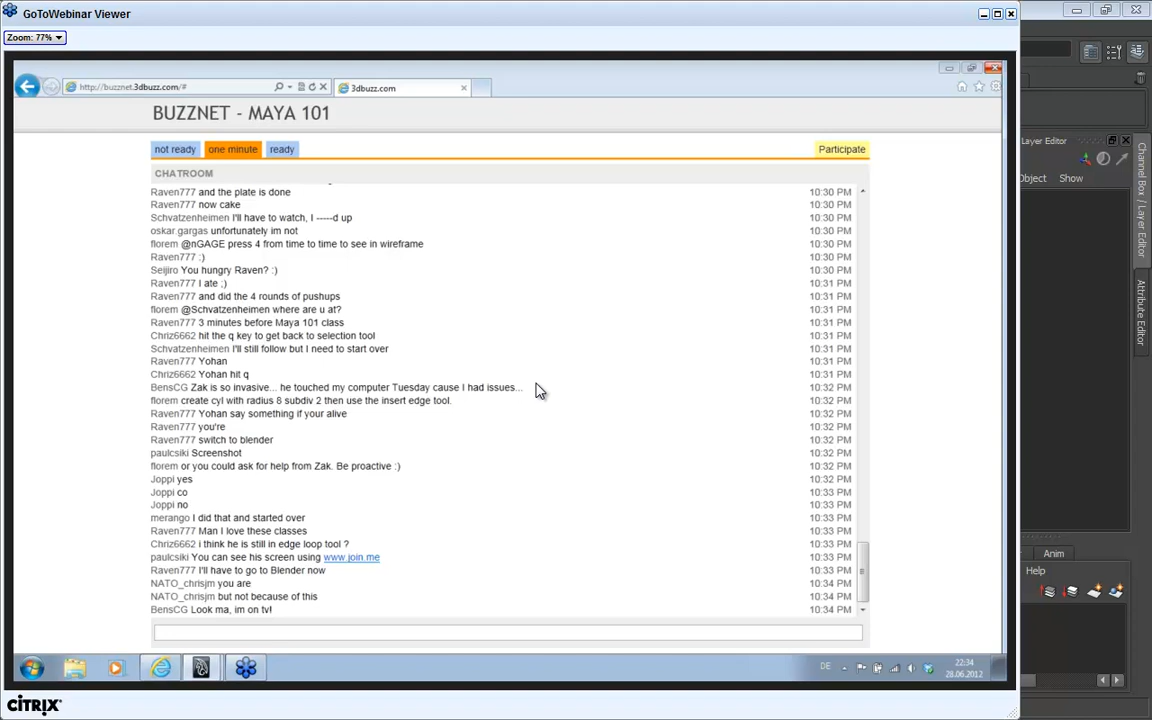 GoToWebinar Viewer
Zoom: 77%
http://buzznet.3dbuzz.com/#
3dbuzz.com
BUZZNET - MAYA 101
not ready one minute ready Participate
CHATROOM
Raven777 and the plate is done 10:30 PM
Raven777 now cake 10:30 PM
Schvatzenheimen I'll have to watch, I -----d up 10:30 PM
oskar.gargas unfortunately im not 10:30 PM
florem @nGAGE press 4 from time to time to see in wireframe 10:30 PM
Raven777 :) 10:30 PM
Seijiro You hungry Raven? :) 10:30 PM
Raven777 I ate ;) 10:31 PM
Raven777 and did the 4 rounds of pushups 10:31 PM
florem @Schvatzenheimen where are u at? 10:31 PM
Raven777 3 minutes before Maya 101 class 10:31 PM
Chriz6662 hit the q key to get back to selection tool 10:31 PM
Schvatzenheimen I'll still follow but I need to start over 10:31 PM
Raven777 Yohan 10:31 PM
Chriz6662 Yohan hit q 10:31 PM
BensCG Zak is so invasive... he touched my computer Tuesday cause I had issues... 10:32 PM
florem create cyl with radius 8 subdiv 2 then use the insert edge tool. 10:32 PM
Raven777 Yohan say something if your alive 10:32 PM
Raven777 you're 10:32 PM
Raven777 switch to blender 10:32 PM
paulcsiki Screenshot 10:32 PM
florem or you could ask for help from Zak. Be proactive :) 10:32 PM
Joppi yes 10:32 PM
Joppi co 10:33 PM
Joppi no 10:33 PM
merango I did that and started over 10:33 PM
Raven777 Man I love these classes 10:33 PM
Chriz6662 i think he is still in edge loop tool ? 10:33 PM
paulcsiki You can see his screen using www.join.me 10:33 PM
Raven777 I'll have to go to Blender now 10:33 PM
NATO_chrisjm you are 10:34 PM
NATO_chrisjm but not because of this 10:34 PM
BensCG Look ma, im on tv! 10:34 PM
DE
22:34
28.06.2012
CITRIX
Layer Editor
Object Show
Channel Box / Layer Editor
Attribute Editor
Anim
Help